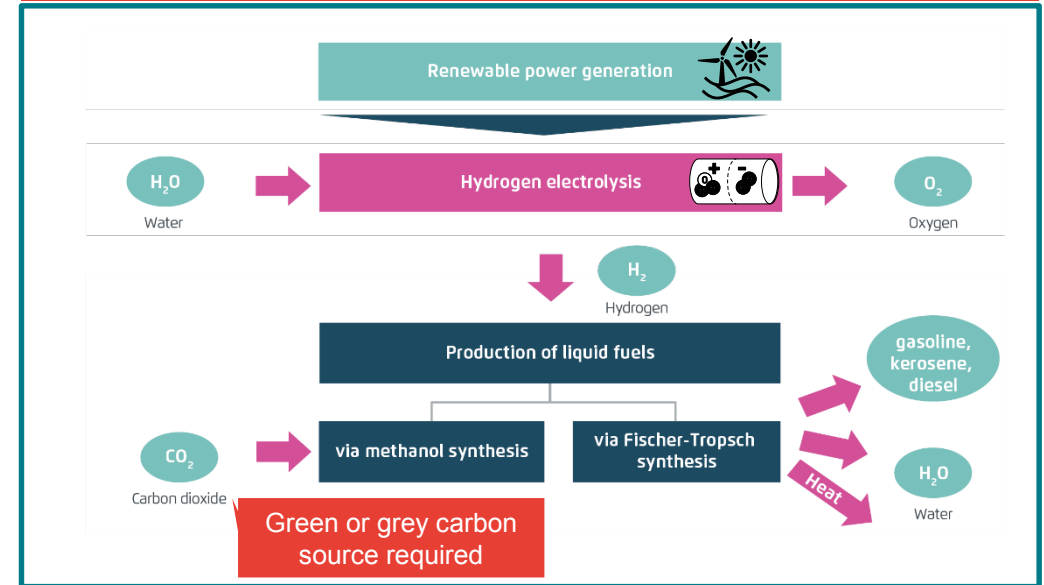 Renewable power generation
H₂O
Water
Hydrogen electrolysis
+
-
O₂
Oxygen
H₂
Hydrogen
Production of liquid fuels
gasoline,
kerosene,
diesel
CO₂
Carbon dioxide
via methanol synthesis
via Fischer-Tropsch
synthesis
Heat
H₂O
Water
Green or grey carbon
source required